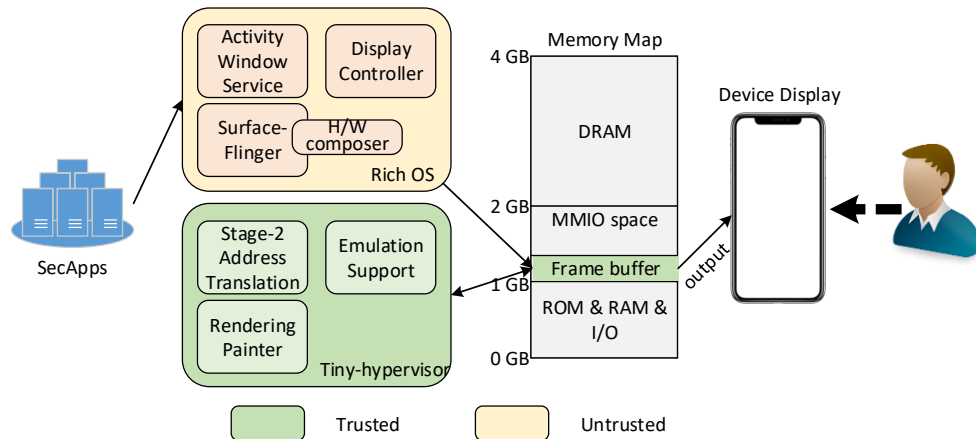 Activity
Window
Service
Display
Controller
Surface-
Flinger
H/W
composer
Rich OS
SecApps
Stage-2
Address
Translation
Emulation
Support
Rendering
Painter
Tiny-hypervisor
Memory Map
4 GB
DRAM
2 GB
MMIO space
Frame buffer
1 GB
ROM & RAM &
I/O
0 GB
output
Device Display
Trusted
Untrusted